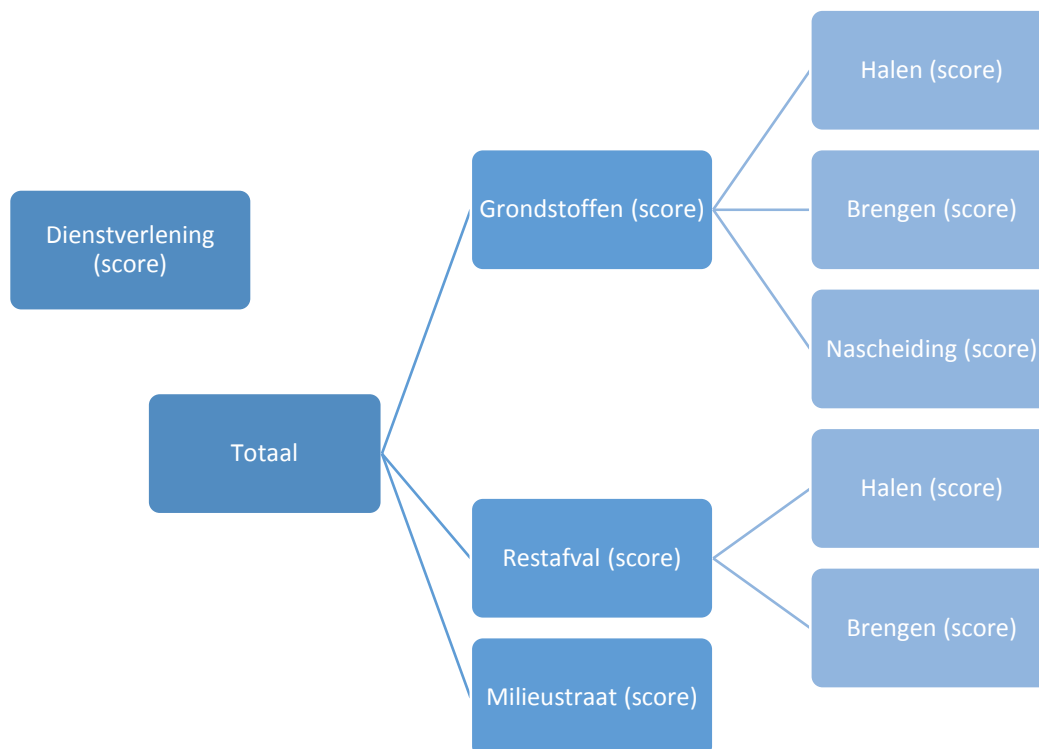 Dienstverlening
(score)
Totaal
Grondstoffen (score)
Halen (score)
Brengen (score)
Nascheiding (score)
Restafval (score)
Halen (score)
Brengen (score)
Milieustraat (score)